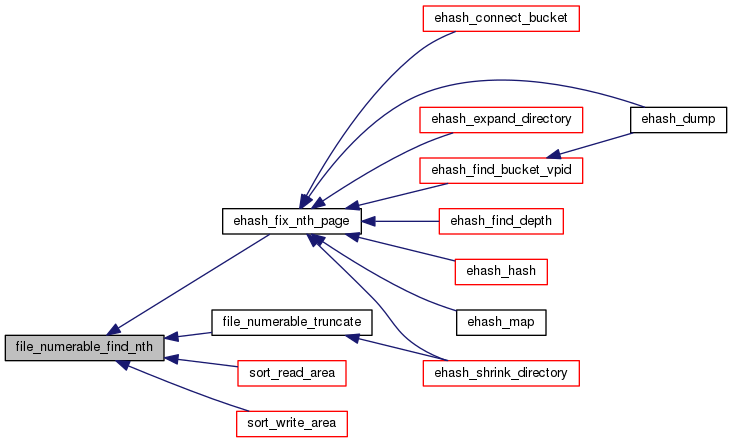 ehash_connect_bucket
ehash_expand_directory
ehash_dump
ehash_find_bucket_vpid
ehash_fix_nth_page
ehash_find_depth
ehash_hash
file_numerable_truncate
ehash_map
file_numerable_find_nth
sort_read_area
ehash_shrink_directory
sort_write_area